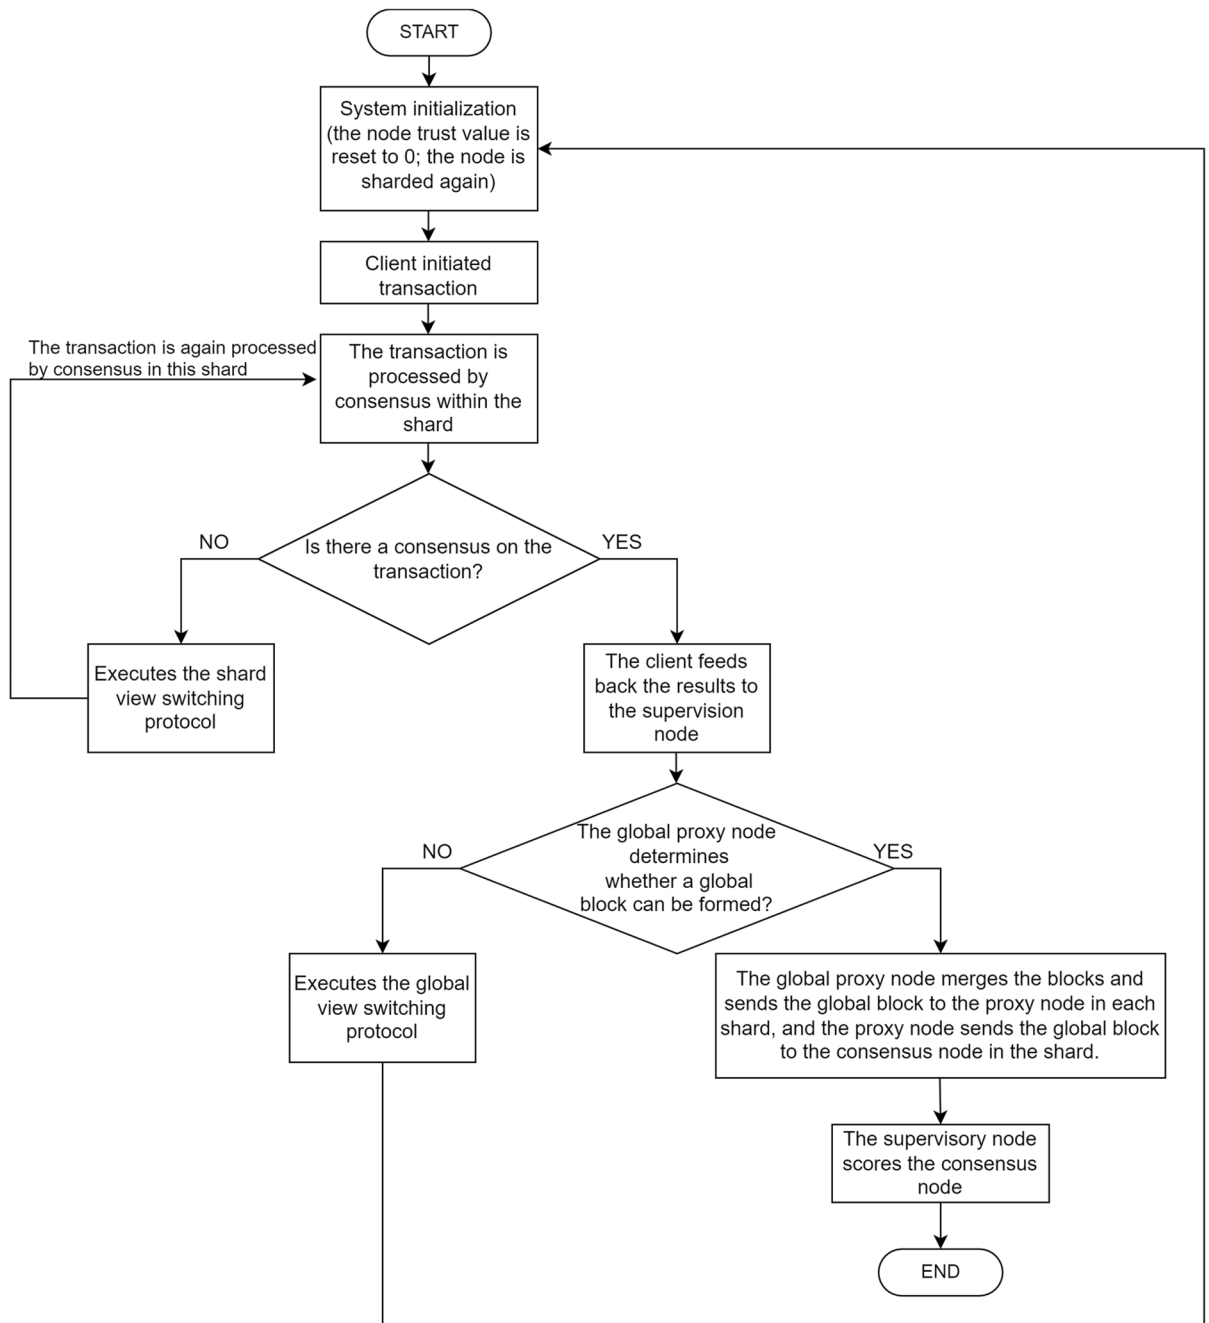 START
System initialization
(the node trust value is
reset to 0; the node is
sharded again)
Client initiated
transaction
The transaction is again processed
by consensus in this shard
The transaction is
processed by
consensus within the
shard
NO
YES
Is there a consensus on the
transaction?
Executes the shard
view switching
protocol
The client feeds
back the results to
the supervision
node
NO
YES
The global proxy node
determines
whether a global
block can be formed?
Executes the global
view switching
protocol
The global proxy node merges the blocks and
sends the global block to the proxy node in each
shard, and the proxy node sends the global block
to the consensus node in the shard.
The supervisory node
scores the consensus
node
END